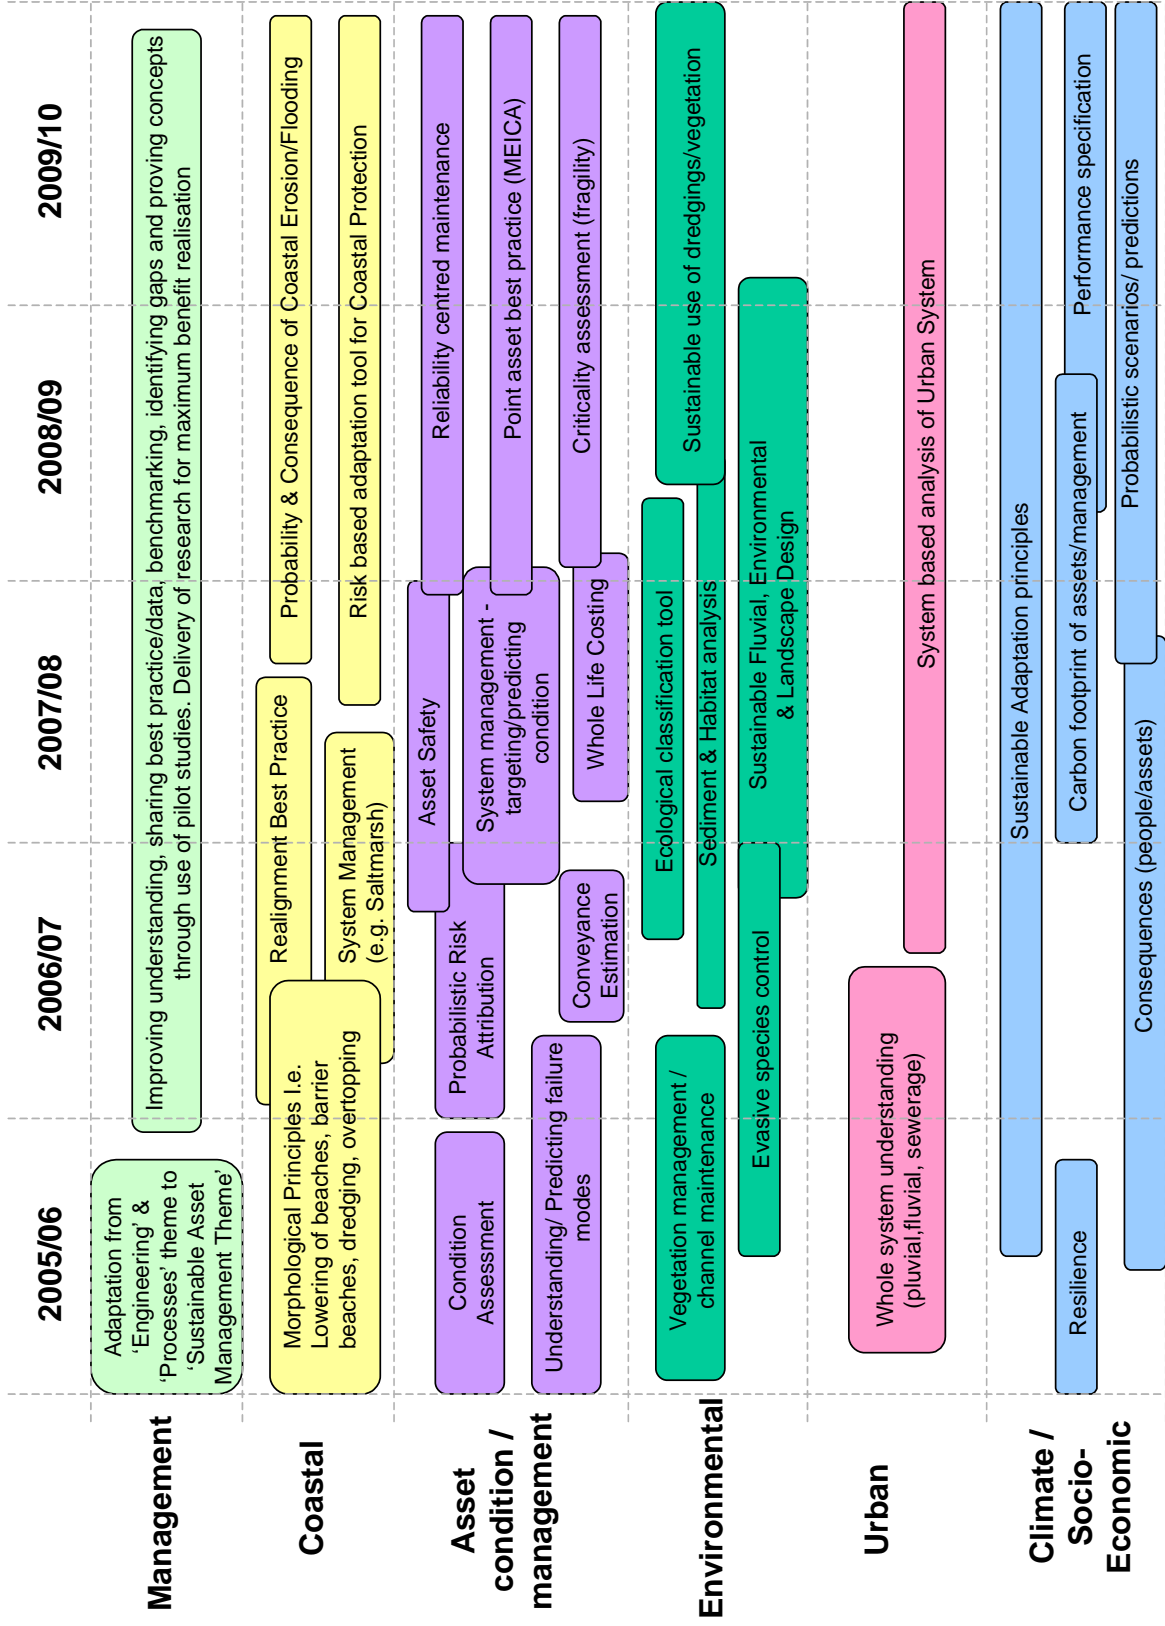 2005/06
2006/07
2007/08
2008/09
2009/10
Management
Adaptation from
‘Engineering’ &
‘Processes’ theme to
‘Sustainable Asset
Management Theme’
Improving understanding, sharing best practice/data, benchmarking, identifying gaps and proving concepts
through use of pilot studies. Delivery of research for maximum benefit realisation
Coastal
Morphological Principles I.e.
Lowering of beaches, barrier
beaches, dredging, overtopping
Realignment Best Practice
System Management
(e.g. Saltmarsh)
Probability & Consequence of Coastal Erosion/Flooding
Risk based adaptation tool for Coastal Protection
Asset
condition /
management
Condition
Assessment
Understanding/ Predicting failure
modes
Probabilistic Risk
Attribution
Conveyance
Estimation
Asset Safety
System management -
targeting/predicting
condition
Whole Life Costing
Reliability centred maintenance
Point asset best practice (MEICA)
Criticality assessment (fragility)
Environmental
Vegetation management /
channel maintenance
Evasive species control
Ecological classification tool
Sediment & Habitat analysis
Sustainable Fluvial, Environmental
& Landscape Design
Sustainable use of dredgings/vegetation
Urban
Whole system understanding
(pluvial,fluvial, sewerage)
System based analysis of Urban System
Climate /
Socio-
Economic
Sustainable Adaptation principles
Resilience
Carbon footprint of assets/management
Performance specification
Consequences (people/assets)
Probabilistic scenarios/ predictions